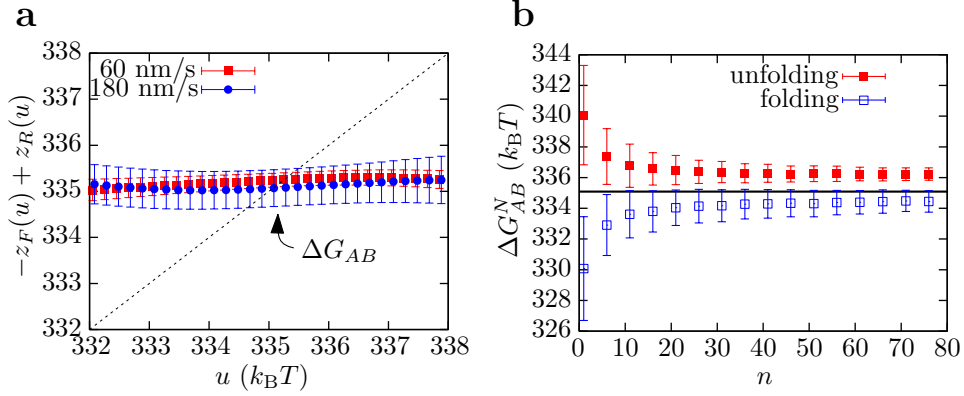 a
−z_F(u) + z_R(u)
338
337
336
335
334
333
332
60 nm/s
180 nm/s
ΔG_AB
332 333 334 335 336 337 338
u (k_BT)
b
ΔG'^N_AB (k_BT)
344
342
340
338
336
334
332
330
328
326
unfolding
folding
0 10 20 30 40 50 60 70 80
n